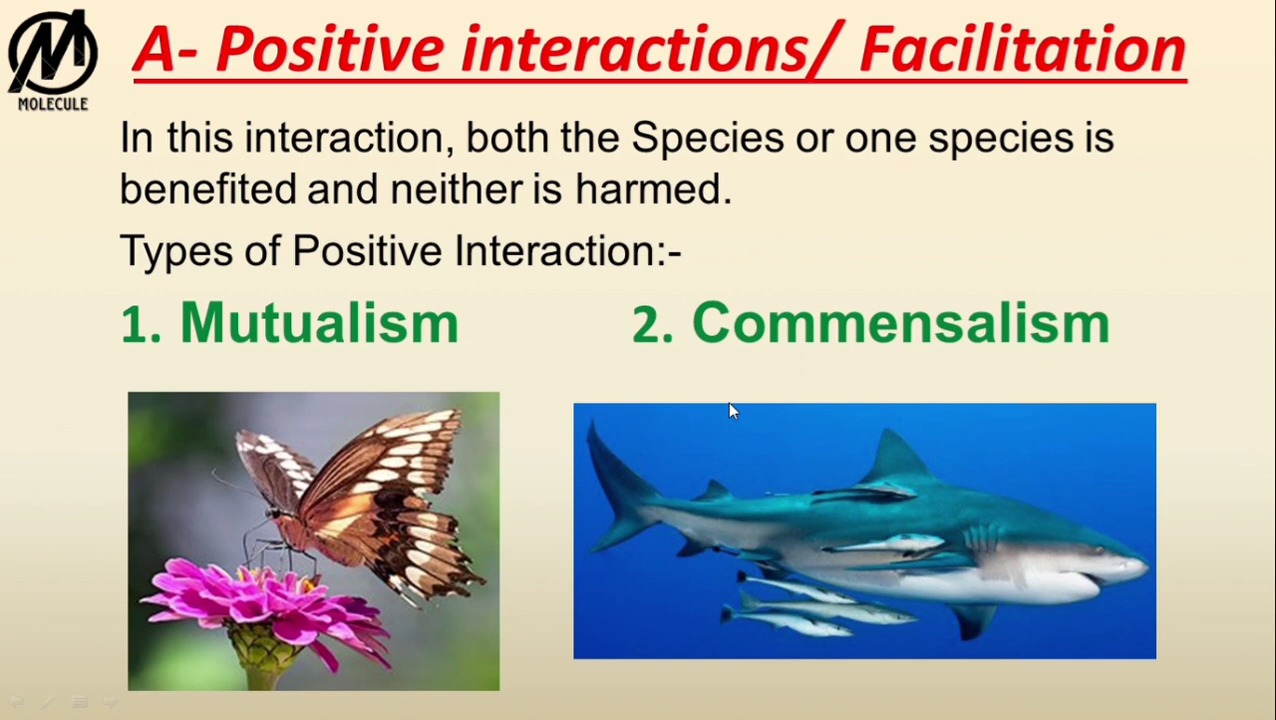 MOLECULE
A- Positive interactions/ Facilitation
In this interaction, both the Species or one species is
benefited and neither is harmed.
Types of Positive Interaction:-
1. Mutualism 2. Commensalism